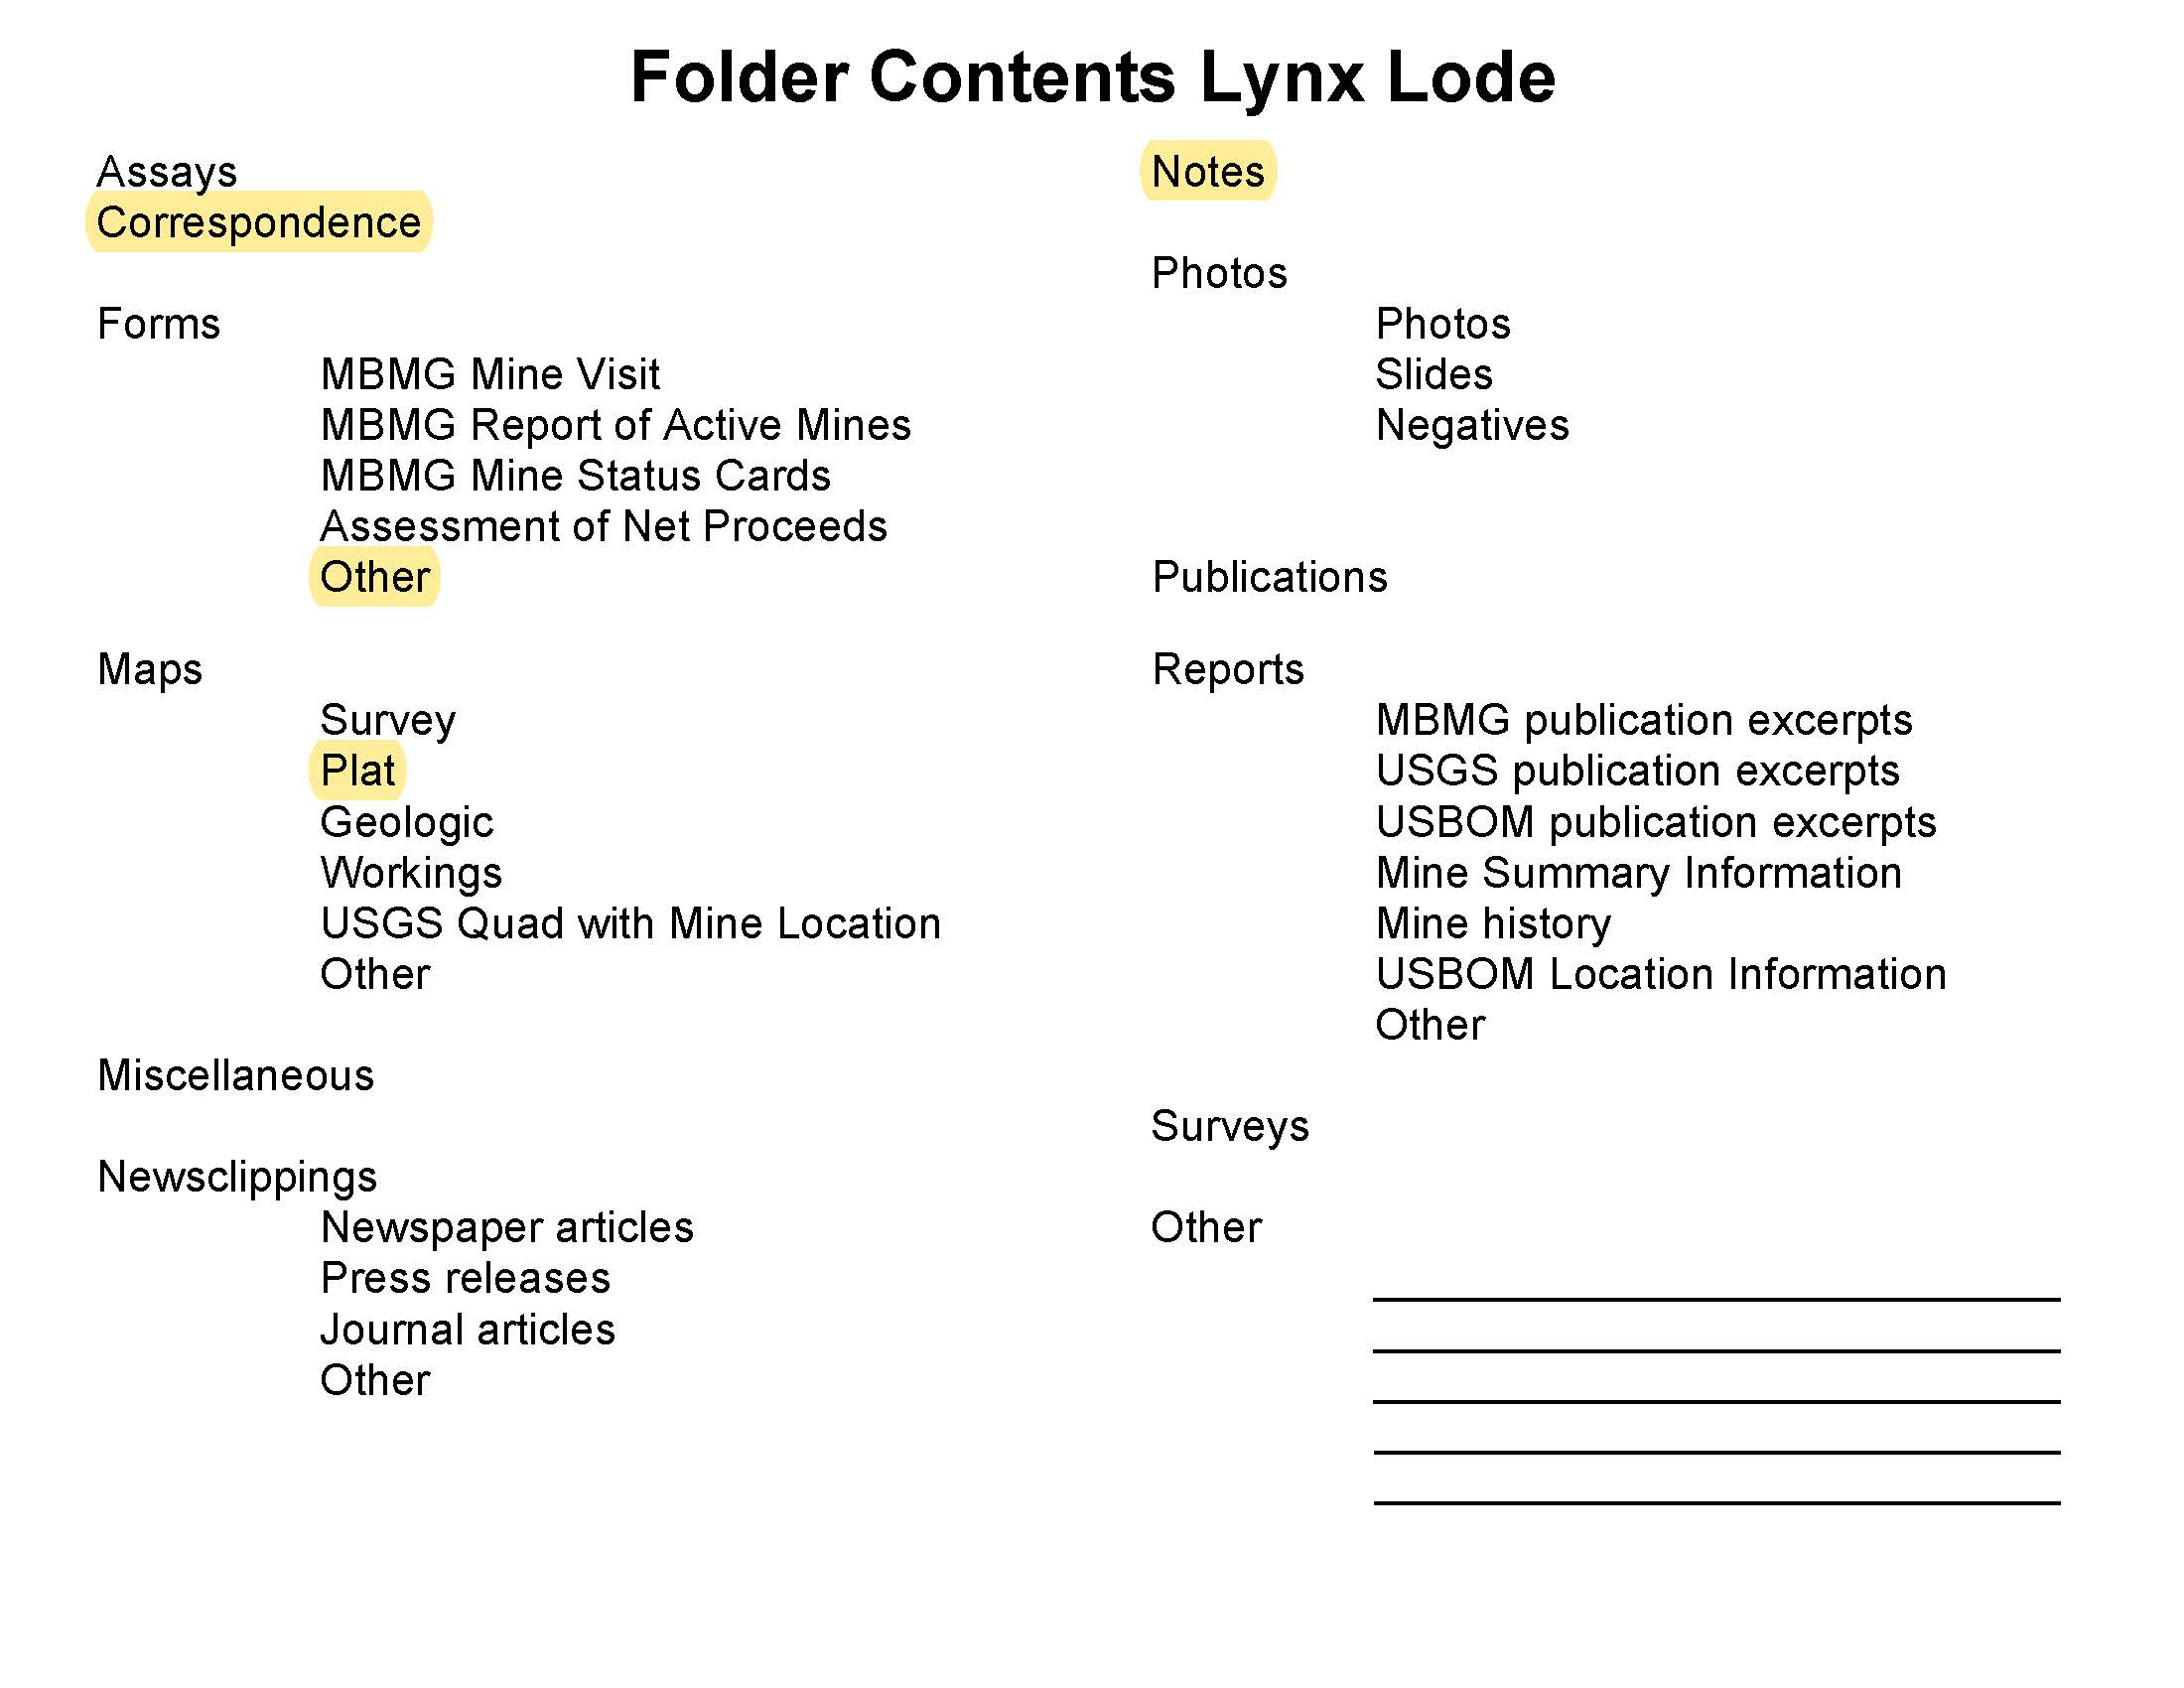 Folder Contents Lynx Lode
Assays
Correspondence
Forms
MBMG Mine Visit
MBMG Report of Active Mines
MBMG Mine Status Cards
Assessment of Net Proceeds
Other
Maps
Survey
Plat
Geologic
Workings
USGS Quad with Mine Location
Other
Miscellaneous
Newsclippings
Newspaper articles
Press releases
Journal articles
Other
Notes
Photos
Photos
Slides
Negatives
Publications
Reports
MBMG publication excerpts
USGS publication excerpts
USBOM publication excerpts
Mine Summary Information
Mine history
USBOM Location Information
Other
Surveys
Other